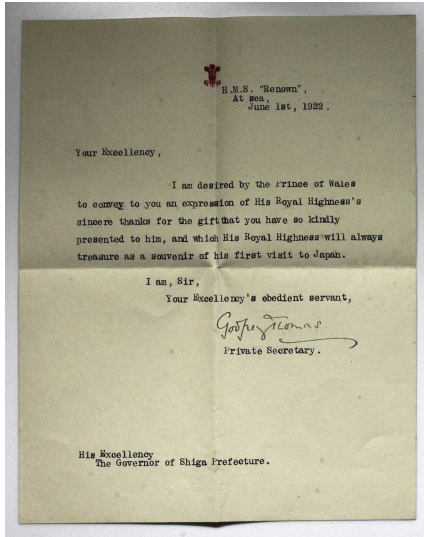 H.M.S. "Renown",
At sea,
June 1st, 1922.
Your Excellency,
I am desired by the Prince of Wales
to convey to you an expression of His Royal Highness's
sincere thanks for the gift that you have so kindly
presented to him, and which His Royal Highness will always
treasure as a souvenir of his first visit to Japan.
I am, Sir,
Your Excellency's obedient servant,
Godfrey Thomas
Private Secretary.
His Excellency
The Governor of Shiga Prefecture.